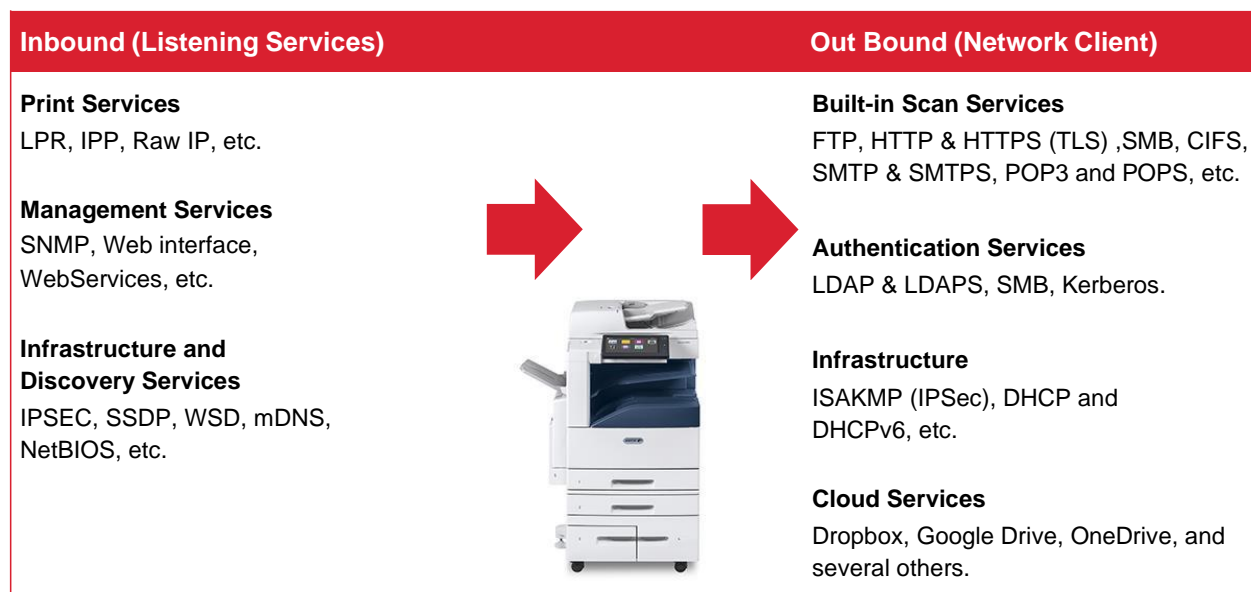 Inbound (Listening Services)
Out Bound (Network Client)
Print Services
LPR, IPP, Raw IP, etc.
Management Services
SNMP, Web interface,
WebServices, etc.
Infrastructure and
Discovery Services
IPSEC, SSDP, WSD, mDNS,
NetBIOS, etc.
Built-in Scan Services
FTP, HTTP & HTTPS (TLS) ,SMB, CIFS,
SMTP & SMTPS, POP3 and POPS, etc.
Authentication Services
LDAP & LDAPS, SMB, Kerberos.
Infrastructure
ISAKMP (IPSec), DHCP and
DHCPv6, etc.
Cloud Services
Dropbox, Google Drive, OneDrive, and
several others.